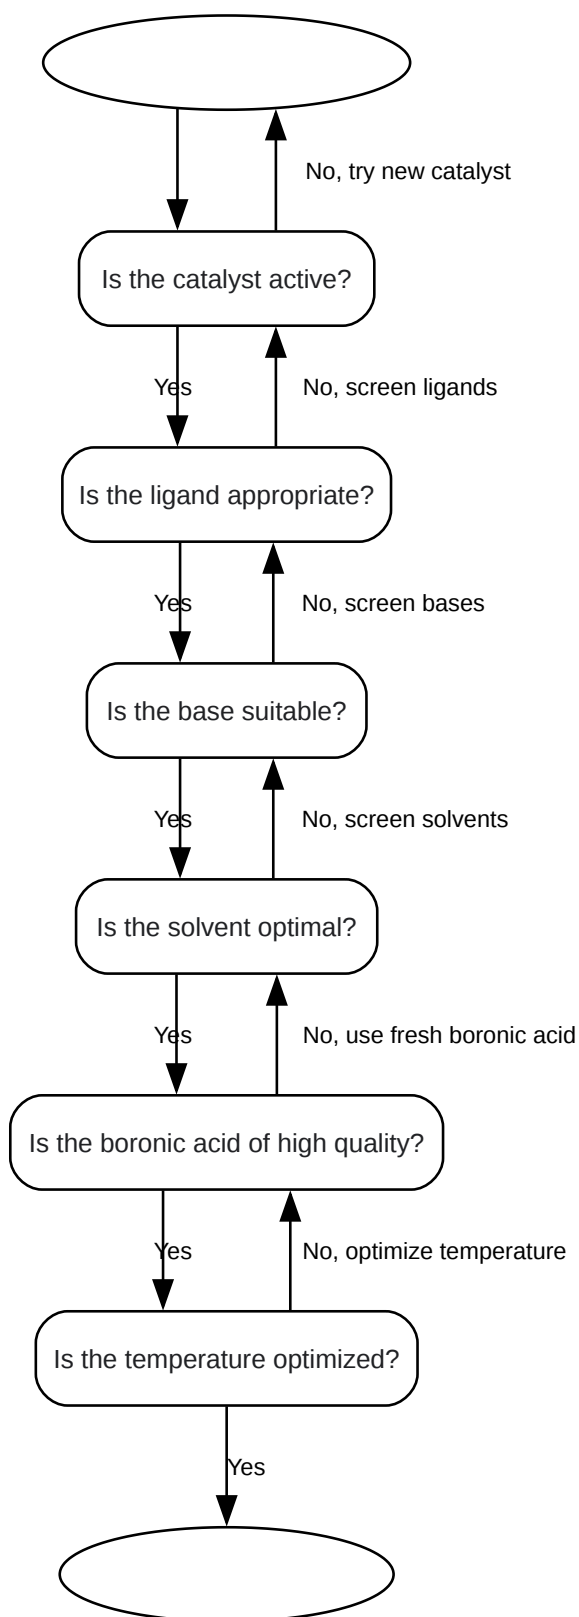 No, try new catalyst
Is the catalyst active?
Yes
No, screen ligands
Is the ligand appropriate?
Yes
No, screen bases
Is the base suitable?
Yes
No, screen solvents
Is the solvent optimal?
Yes
No, use fresh boronic acid
Is the boronic acid of high quality?
Yes
No, optimize temperature
Is the temperature optimized?
Yes